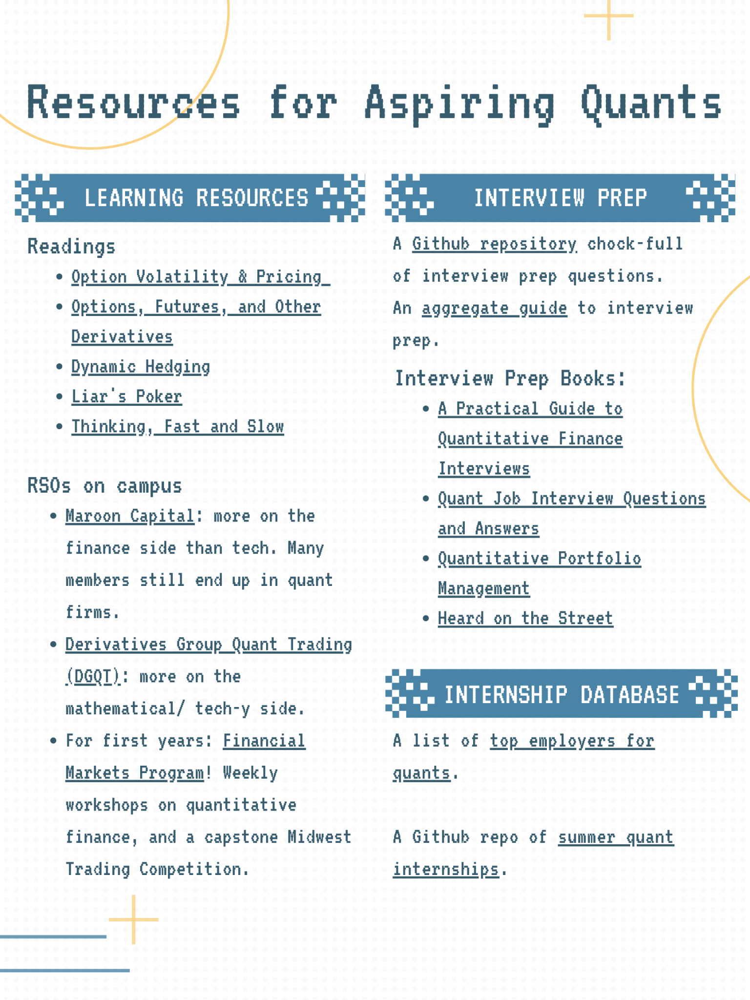 Resources for Aspiring Quants
LEARNING RESOURCES
Readings
• Option Volatility & Pricing
• Options, Futures, and Other
Derivatives
• Dynamic Hedging
• Liar's Poker
• Thinking, Fast and Slow
RSOs on campus
• Maroon Capital: more on the
finance side than tech. Many
members still end up in quant
firms.
• Derivatives Group Quant Trading
(DGQT): more on the
mathematical/ tech-y side.
• For first years: Financial
Markets Program! Weekly
workshops on quantitative
finance, and a capstone Midwest
Trading Competition.
INTERVIEW PREP
A Github repository chock-full
of interview prep questions.
An aggregate guide to interview
prep.
Interview Prep Books:
• A Practical Guide to
Quantitative Finance
Interviews
• Quant Job Interview Questions
and Answers
• Quantitative Portfolio
Management
• Heard on the Street
INTERNSHIP DATABASE
A list of top employers for
quants.
A Github repo of summer quant
internships.